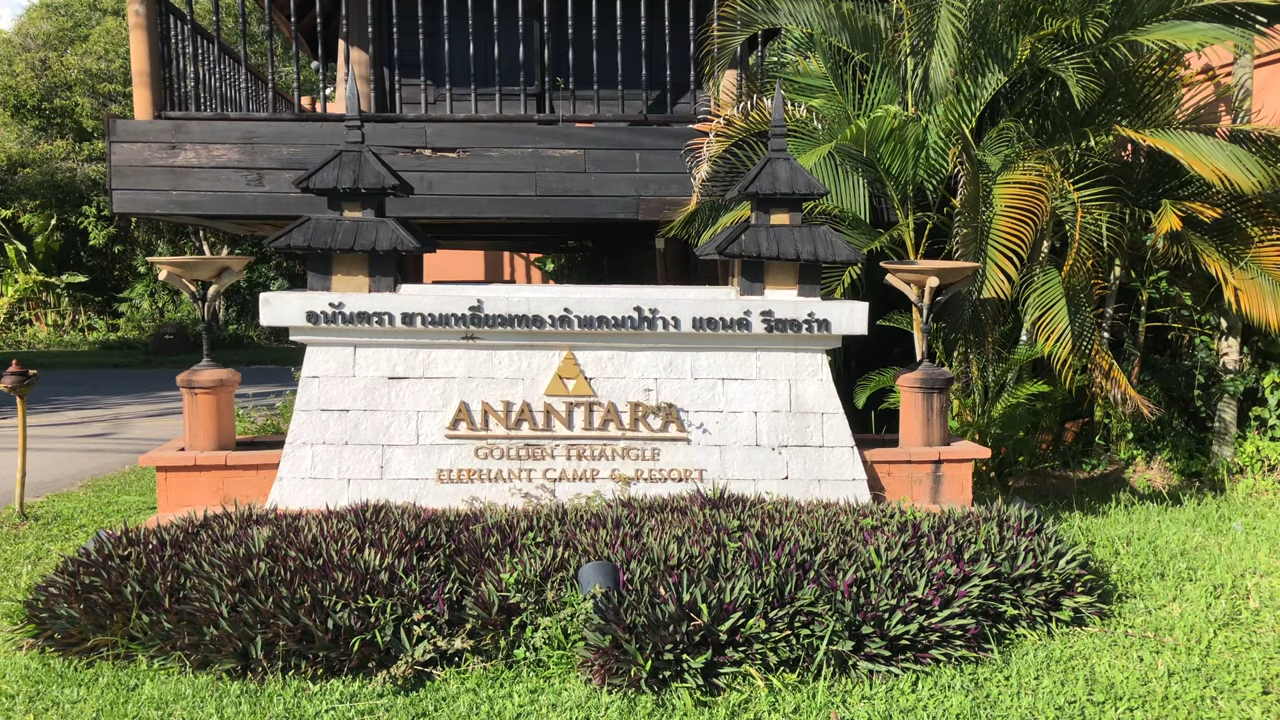 อนันตรา สามเหลี่ยมทองคำแคมป์ช้าง แอนด์ รีสอร์ท
ANANTARA
GOLDEN TRIANGLE
ELEPHANT CAMP & RESORT